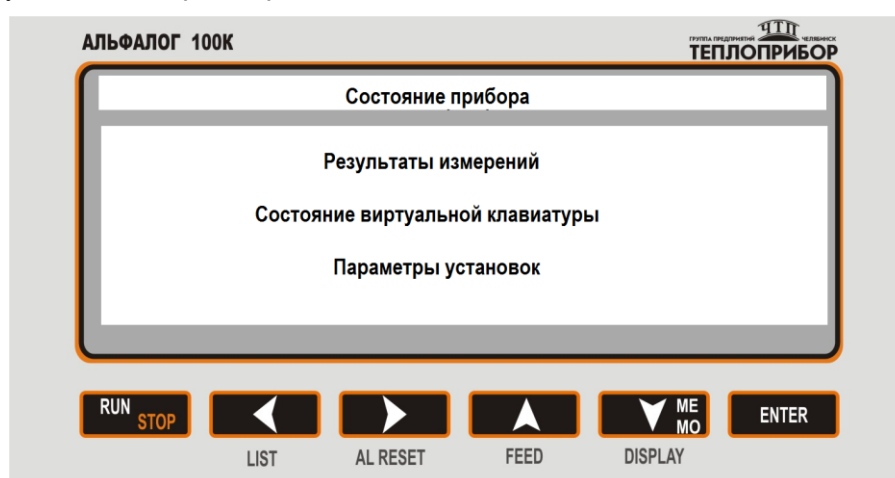 АЛЬФАЛОГ 100К
ГРУППА ПРЕДПРИЯТИЙ ЧТП ЧЕЛЯБИНСК
ТЕПЛОПРИБОР
Состояние прибора
Результаты измерений
Состояние виртуальной клавиатуры
Параметры установок
RUN STOP
ME
MO
ENTER
LIST AL RESET FEED DISPLAY